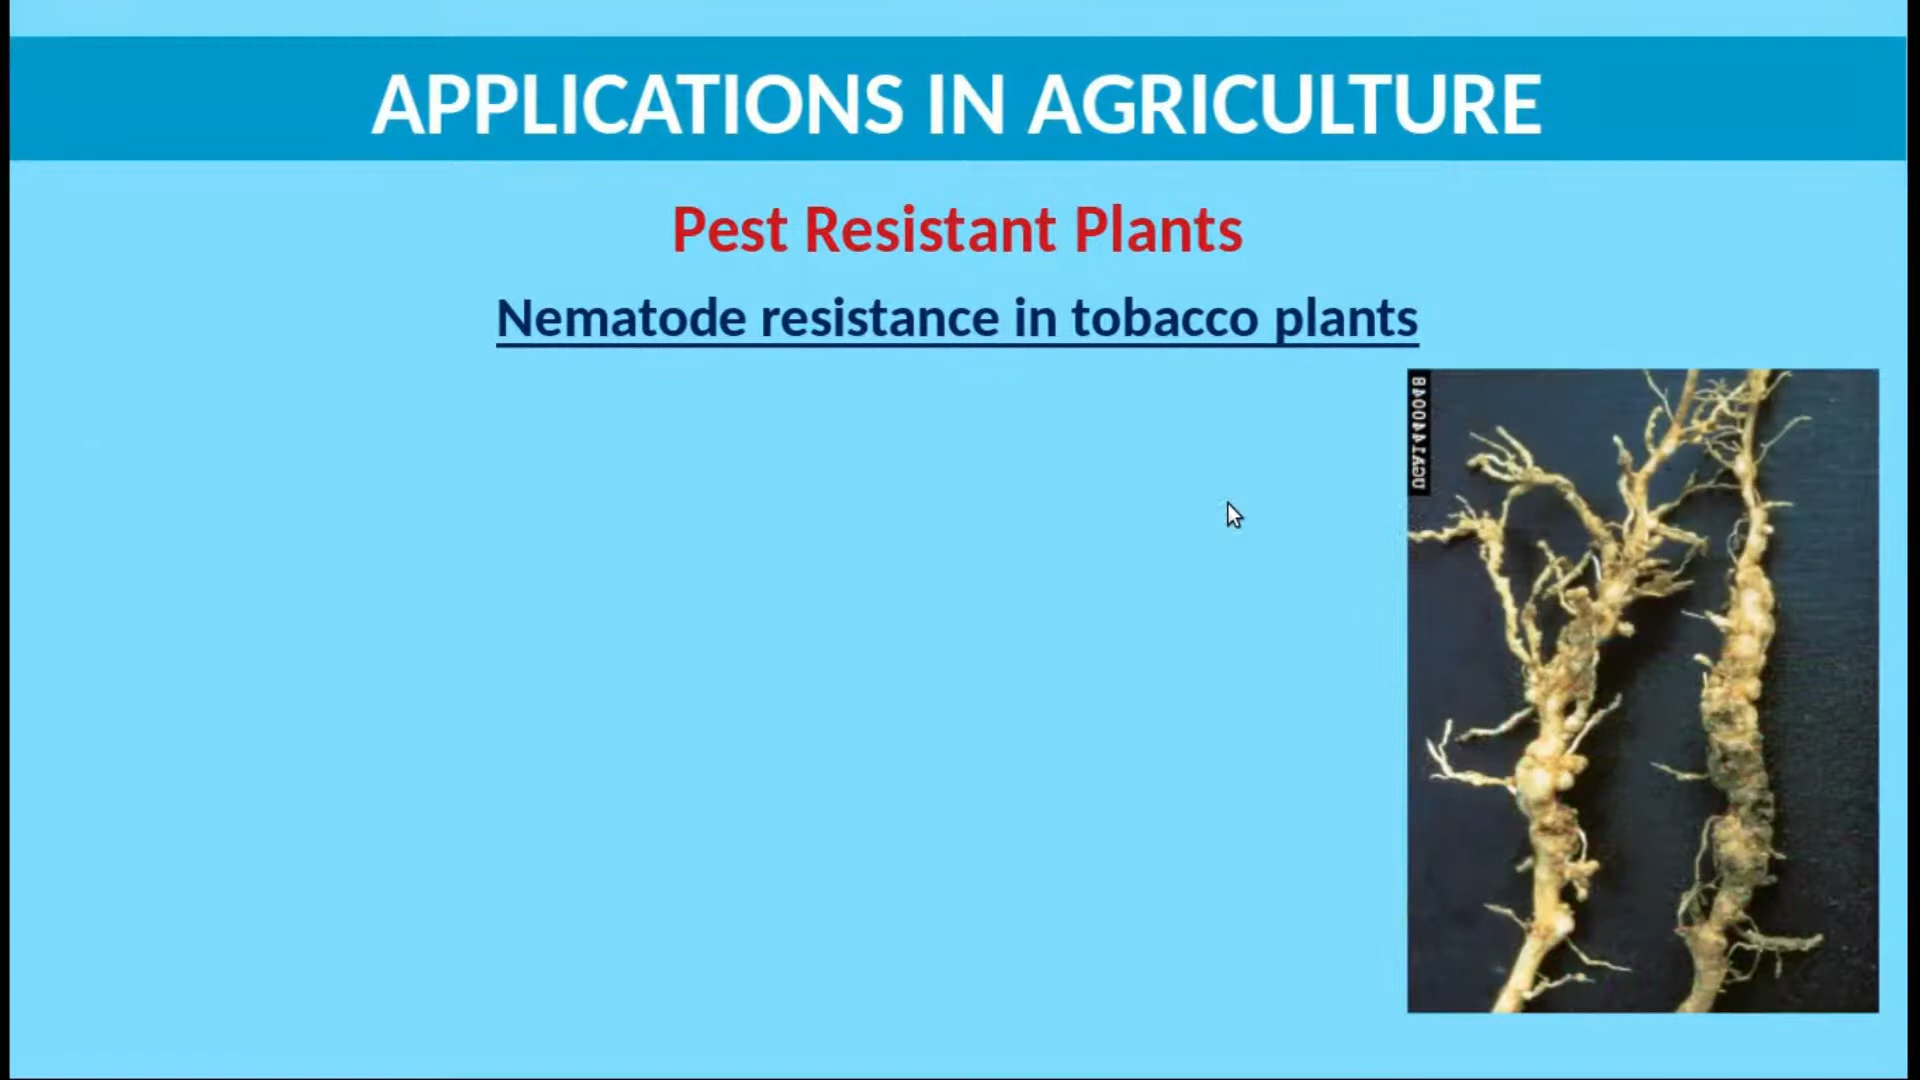 APPLICATIONS IN AGRICULTURE
Pest Resistant Plants
Nematode resistance in tobacco plants